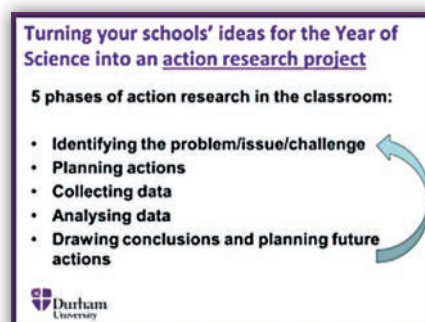 Turning your schools' ideas for the Year of
Science into an action research project
5 phases of action research in the classroom:
• Identifying the problem/issue/challenge
• Planning actions
• Collecting data
• Analysing data
• Drawing conclusions and planning future
actions
Durham
University